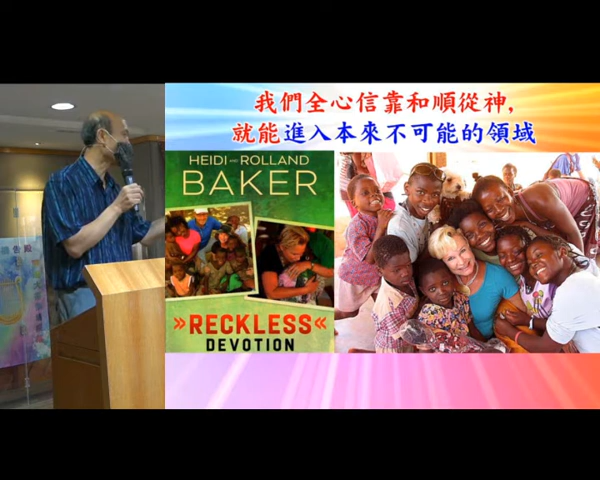 我們全心信靠和順從神,
就能進入本來不可能的領域
HEIDI AND ROLLAND
BAKER
»RECKLESS«
DEVOTION